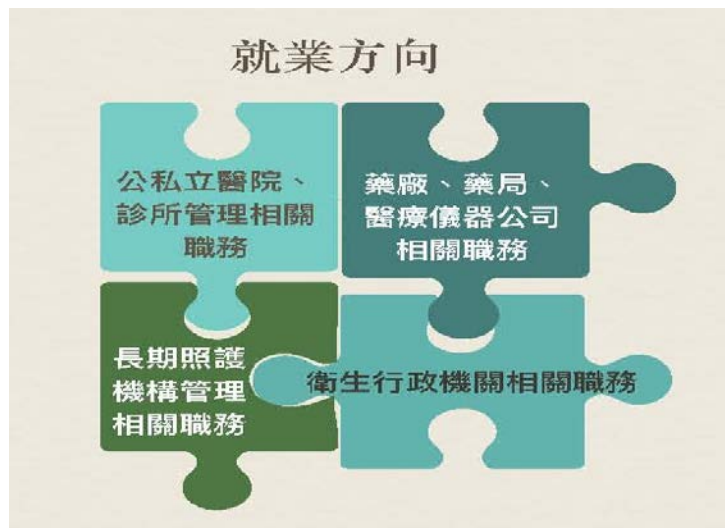 就業方向
公私立醫院、
診所管理相關
職務
藥廠、藥局、
醫療儀器公司
相關職務
長期照護
機構管理
相關職務
衛生行政機關相關職務